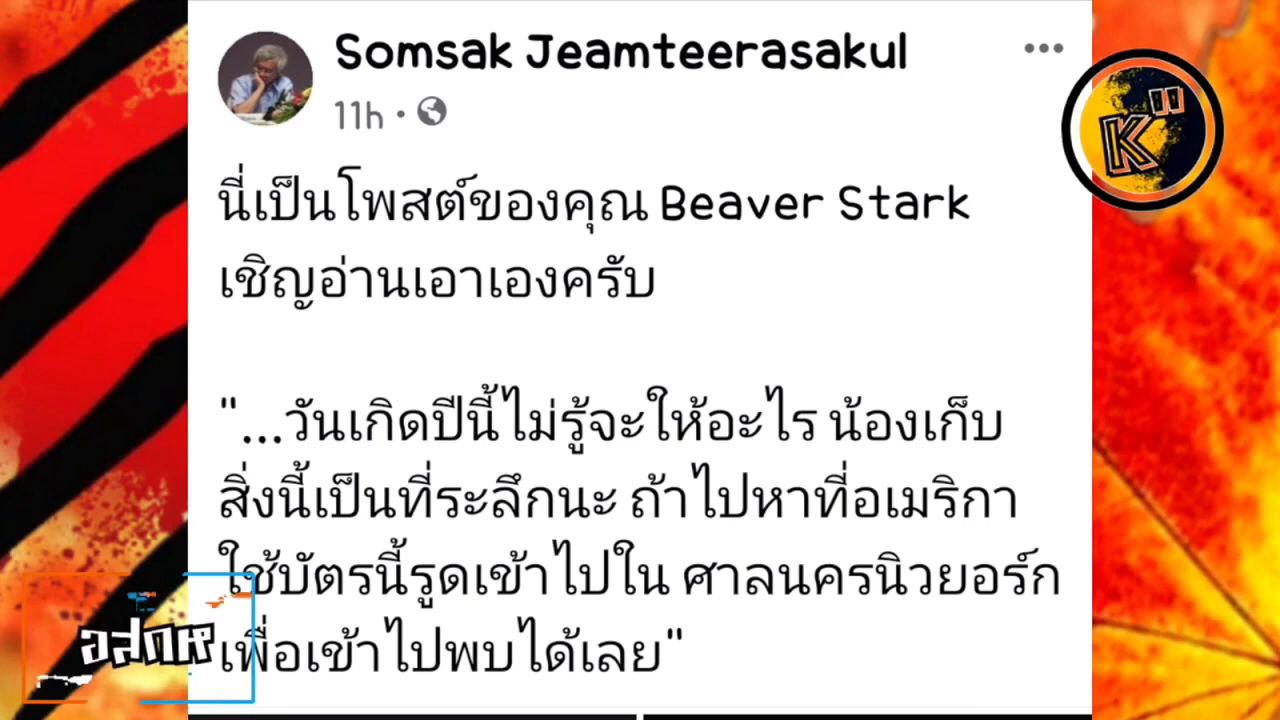 Somsak Jeamteerasakul
11h
นี่เป็นโพสต์ของคุณ Beaver Stark
เชิญอ่านเอาเองครับ
"...วันเกิดปีนี้ไม่รู้จะให้อะไร น้องเก็บ
สิ่งนี้เป็นที่ระลึกนะ ถ้าไปหาที่อเมริกา
ใช้บัตรนี้รูดเข้าไปใน ศาลนครนิวยอร์ก
เพื่อเข้าไปพบได้เลย"
K"